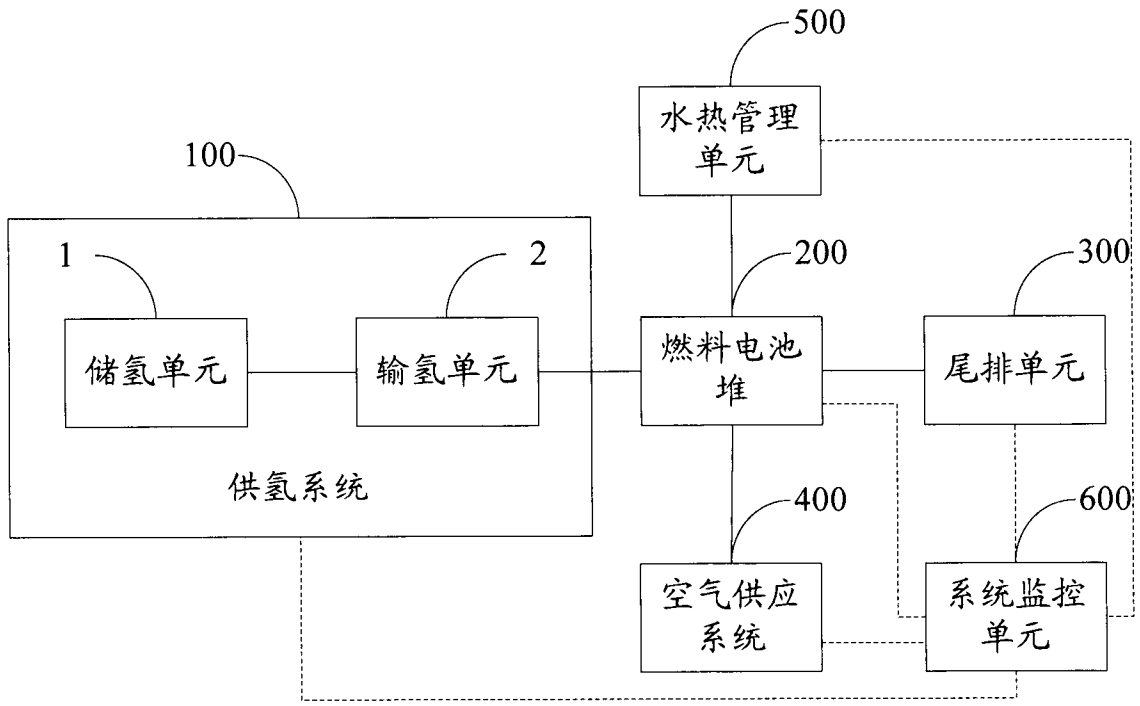 500
水热管理
单元
100
1
2
200
300
储氢单元
输氢单元
燃料电池
堆
尾排单元
供氢系统
400
600
空气供应
系统
系统监控
单元